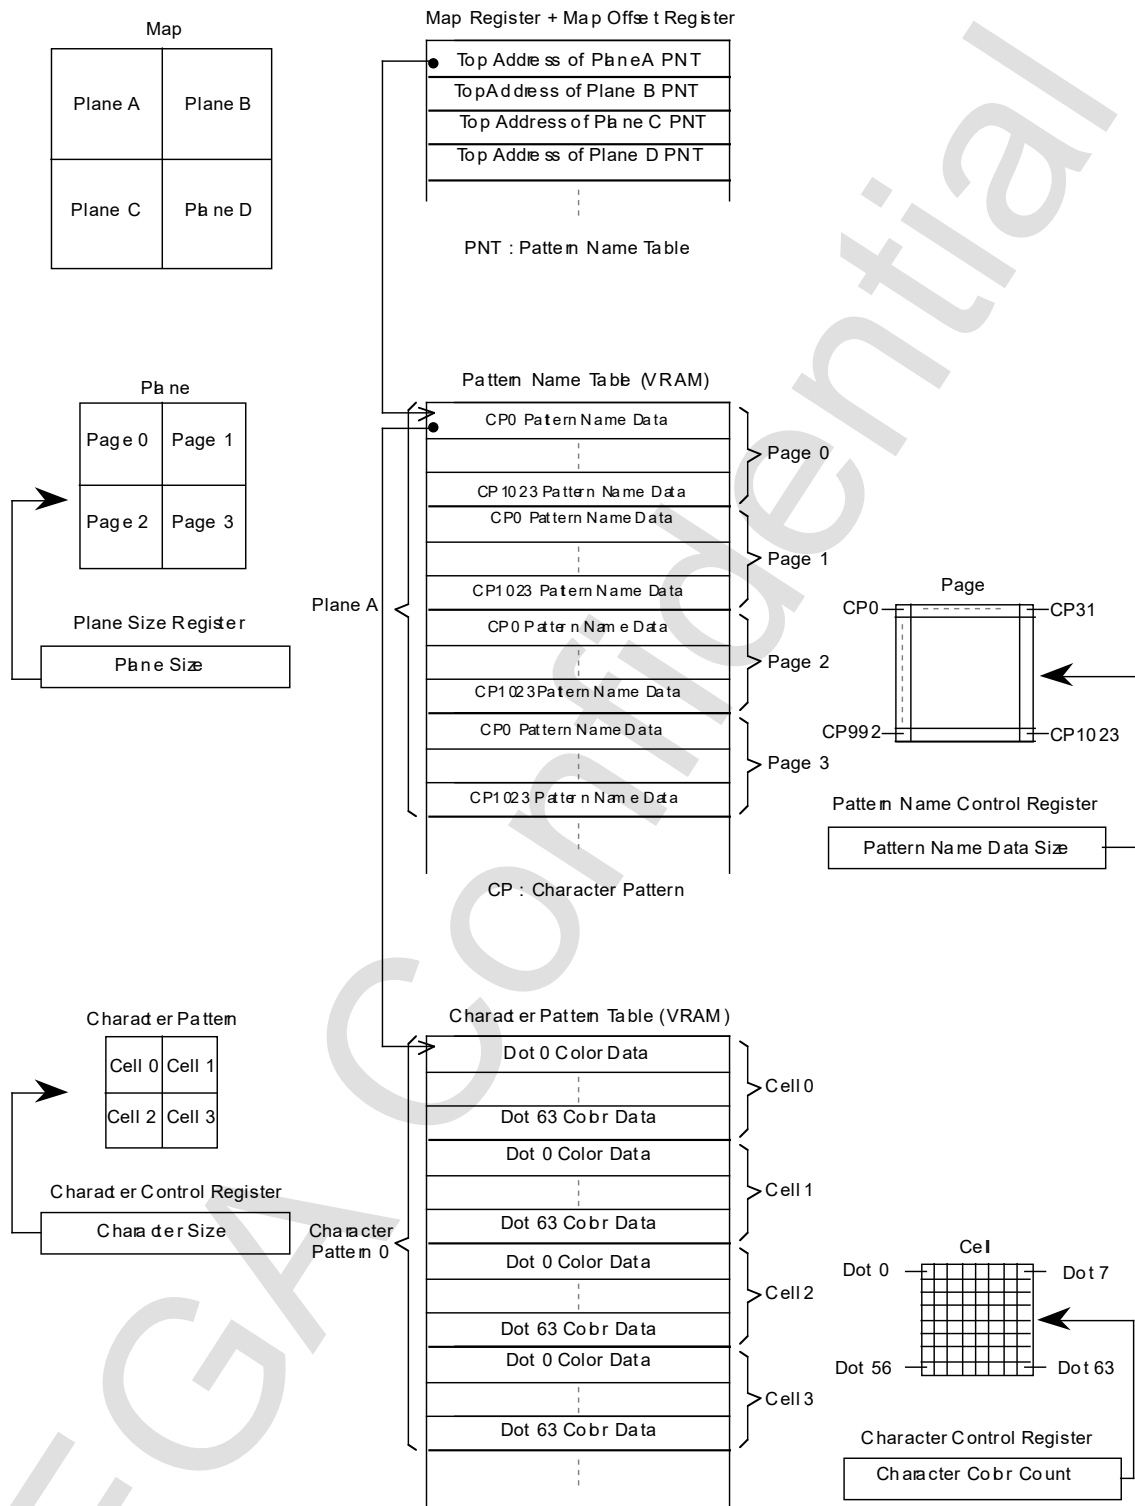 Map
Map Register + Map Offset Register
Plane A
Plane B
Plane C
Plane D
Top Address of Plane A PNT
Top Address of Plane B PNT
Top Address of Plane C PNT
Top Address of Plane D PNT
PNT : Pattern Name Table
Plane
Page 0
Page 1
Page 2
Page 3
Plane Size Register
Plane Size
Pattern Name Table (VRAM)
Plane A
CP0 Pattern Name Data
CP1023 Pattern Name Data
Page 0
CP0 Pattern Name Data
CP1023 Pattern Name Data
Page 1
CP0 Pattern Name Data
CP1023 Pattern Name Data
Page 2
CP0 Pattern Name Data
CP1023 Pattern Name Data
Page 3
CP : Character Pattern
Page
CP0
CP31
CP992
CP1023
Pattern Name Control Register
Pattern Name Data Size
Character Pattern
Cell 0
Cell 1
Cell 2
Cell 3
Character Control Register
Character Size
Character Pattern Table (VRAM)
Character
Pattern 0
Dot 0 Color Data
Dot 63 Color Data
Cell 0
Dot 0 Color Data
Dot 63 Color Data
Cell 1
Dot 0 Color Data
Dot 63 Color Data
Cell 2
Dot 0 Color Data
Dot 63 Color Data
Cell 3
Cell
Dot 0
Dot 7
Dot 56
Dot 63
Character Control Register
Character Color Count
EGA Confidential